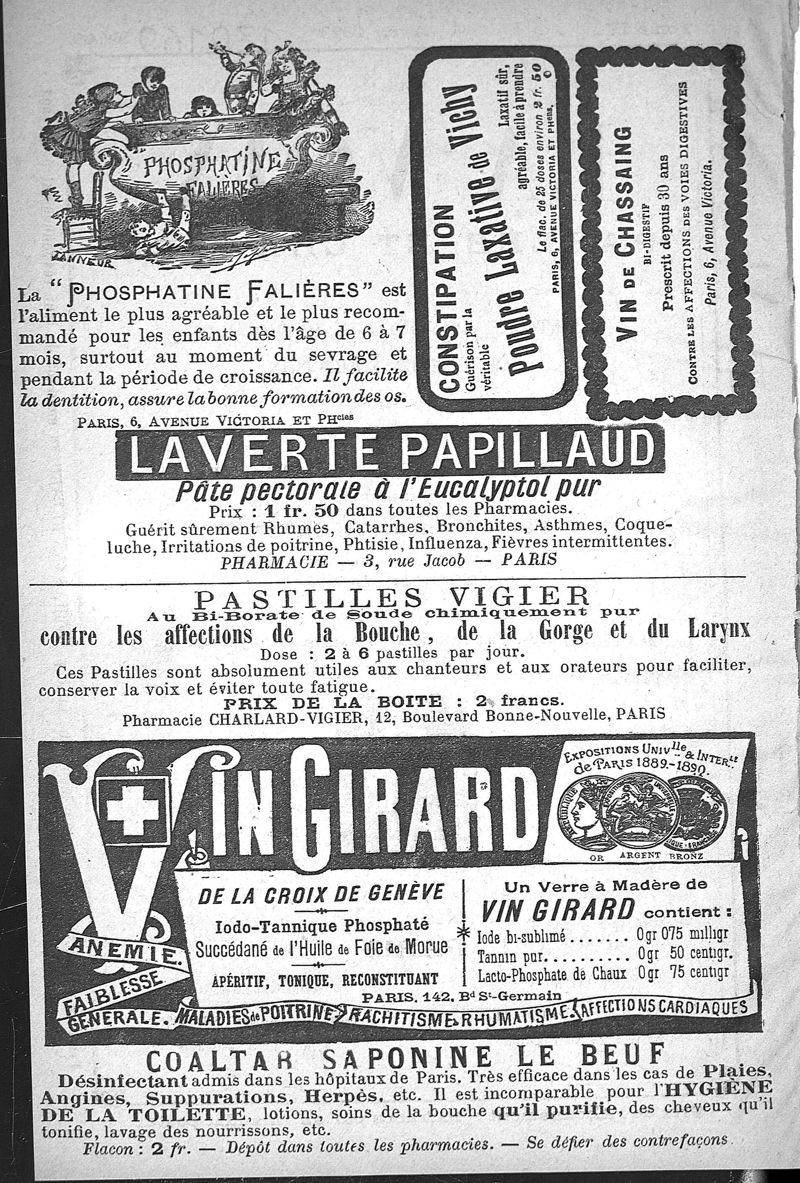 PHOSPHATINE
FALIERES
La "PHOSPHATINE FALIÈRES" est
l'aliment le plus agréable et le plus recom-
mandé pour les enfants dès l'âge de 6 à 7
mois, surtout au moment du sevrage et
pendant la période de croissance. Il facilite
la dentition, assure la bonne formation des os.
PARIS, 6, AVENUE VICTORIA ET PHcies
CONSTIPATION
Guérison par la
véritable
Poudre Laxative de Vichy
Laxatif sûr,
agréable, facile à prendre
Le flac. de 25 doses environ 2 fr. 50
PARIS, 6, AVENUE VICTORIA ET PHies.
VIN DE CHASSAING
BI-DIGESTIF
Prescrit depuis 30 ans
CONTRE LES AFFECTIONS DES VOIES DIGESTIVES
Paris, 6, Avenue Victoria.
LAVERTE PAPILLAUD
Pâte pectorale à l'Eucalyptol pur
Prix : 1 fr. 50 dans toutes les Pharmacies.
Guérit sûrement Rhumes, Catarrhes, Bronchites, Asthmes, Coque-
luche, Irritations de poitrine, Phtisie, Influenza, Fièvres intermittentes.
PHARMACIE — 3, rue Jacob — PARIS
PASTILLES VIGIER
Au Bi-Borate de Soude chimiquement pur
contre les affections de la Bouche, de la Gorge et du Larynx
Dose : 2 à 6 pastilles par jour.
Ces Pastilles sont absolument utiles aux chanteurs et aux orateurs pour faciliter,
conserver la voix et éviter toute fatigue.
PRIX DE LA BOITE : 2 francs.
Pharmacie CHARLARD-VIGIER, 12, Boulevard Bonne-Nouvelle, PARIS
VIN GIRARD
EXPOSITIONS UNIVlle & INTERle
de PARIS 1889.-1890.
OR ARGENT BRONZ
DE LA CROIX DE GENÈVE
Iodo-Tannique Phosphaté
Succédané de l'Huile de Foie de Morue
APÉRITIF, TONIQUE, RECONSTITUANT
Un Verre à Madère de
VIN GIRARD contient :
Iode bi-sublimé ....... 0gr 075 milligr
Tannin pur.......... 0gr 50 centigr.
Lacto-Phosphate de Chaux 0gr 75 centigr
PARIS. 142. Bd St-Germain
ANEMIE.
FAIBLESSE
GENERALE. MALADIES de POITRINE, RACHITISME & RHUMATISME & AFFECTIONS CARDIAQUES
COALTAR SAPONINE LE BEUF
Désinfectant admis dans les hôpitaux de Paris. Très efficace dans les cas de Plaies,
Angines, Suppurations, Herpès, etc. Il est incomparable pour l'HYGIÈNE
DE LA TOILETTE, lotions, soins de la bouche qu'il purifie, des cheveux qu'il
tonifie, lavage des nourrissons, etc.
Flacon : 2 fr. — Dépôt dans toutes les pharmacies. — Se défier des contrefaçons.